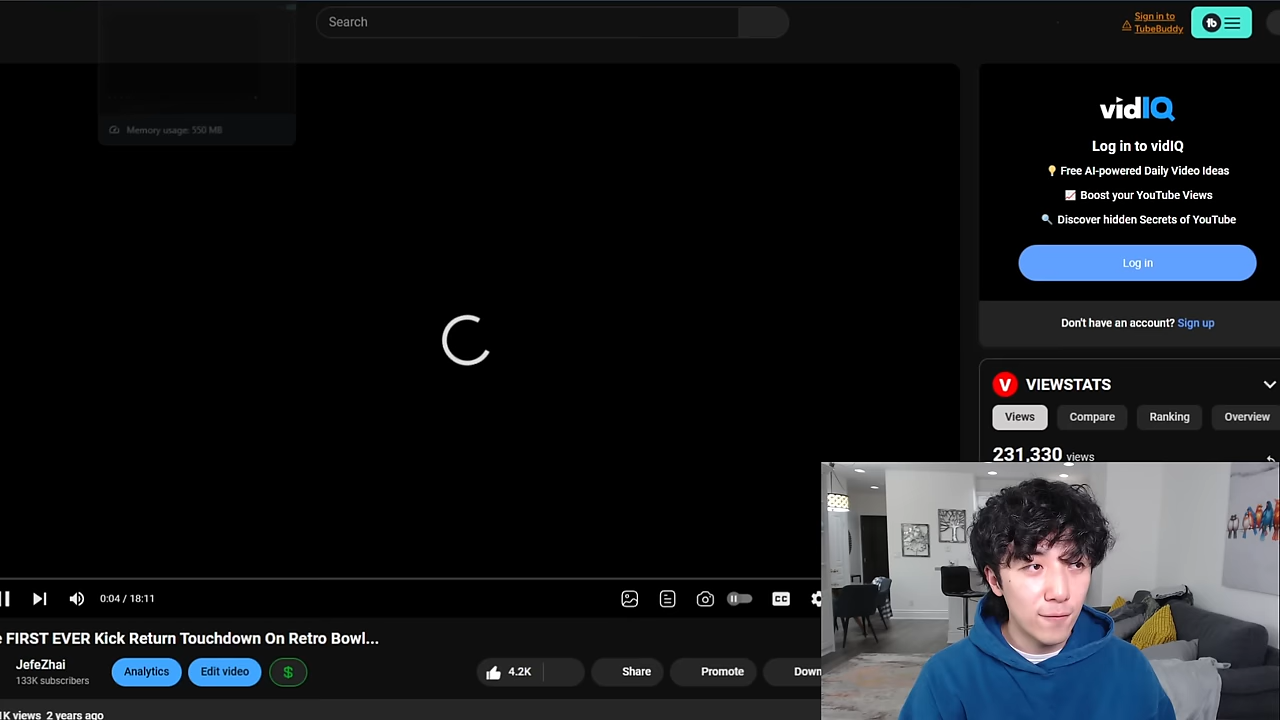 Search
Sign in to
TubeBuddy
tb
Memory usage: 550 MB
vidIQ
Log in to vidIQ
Free AI-powered Daily Video Ideas
Boost your YouTube Views
Discover hidden Secrets of YouTube
Log in
Don't have an account? Sign up
V VIEWSTATS
Views Compare Ranking Overview
231,330 views
0:04 / 18:11
CC
FIRST EVER Kick Return Touchdown On Retro Bowl...
JefeZhai
133K subscribers
Analytics
Edit video
$
4.2K
Share
Promote
Down
K views 2 years ago